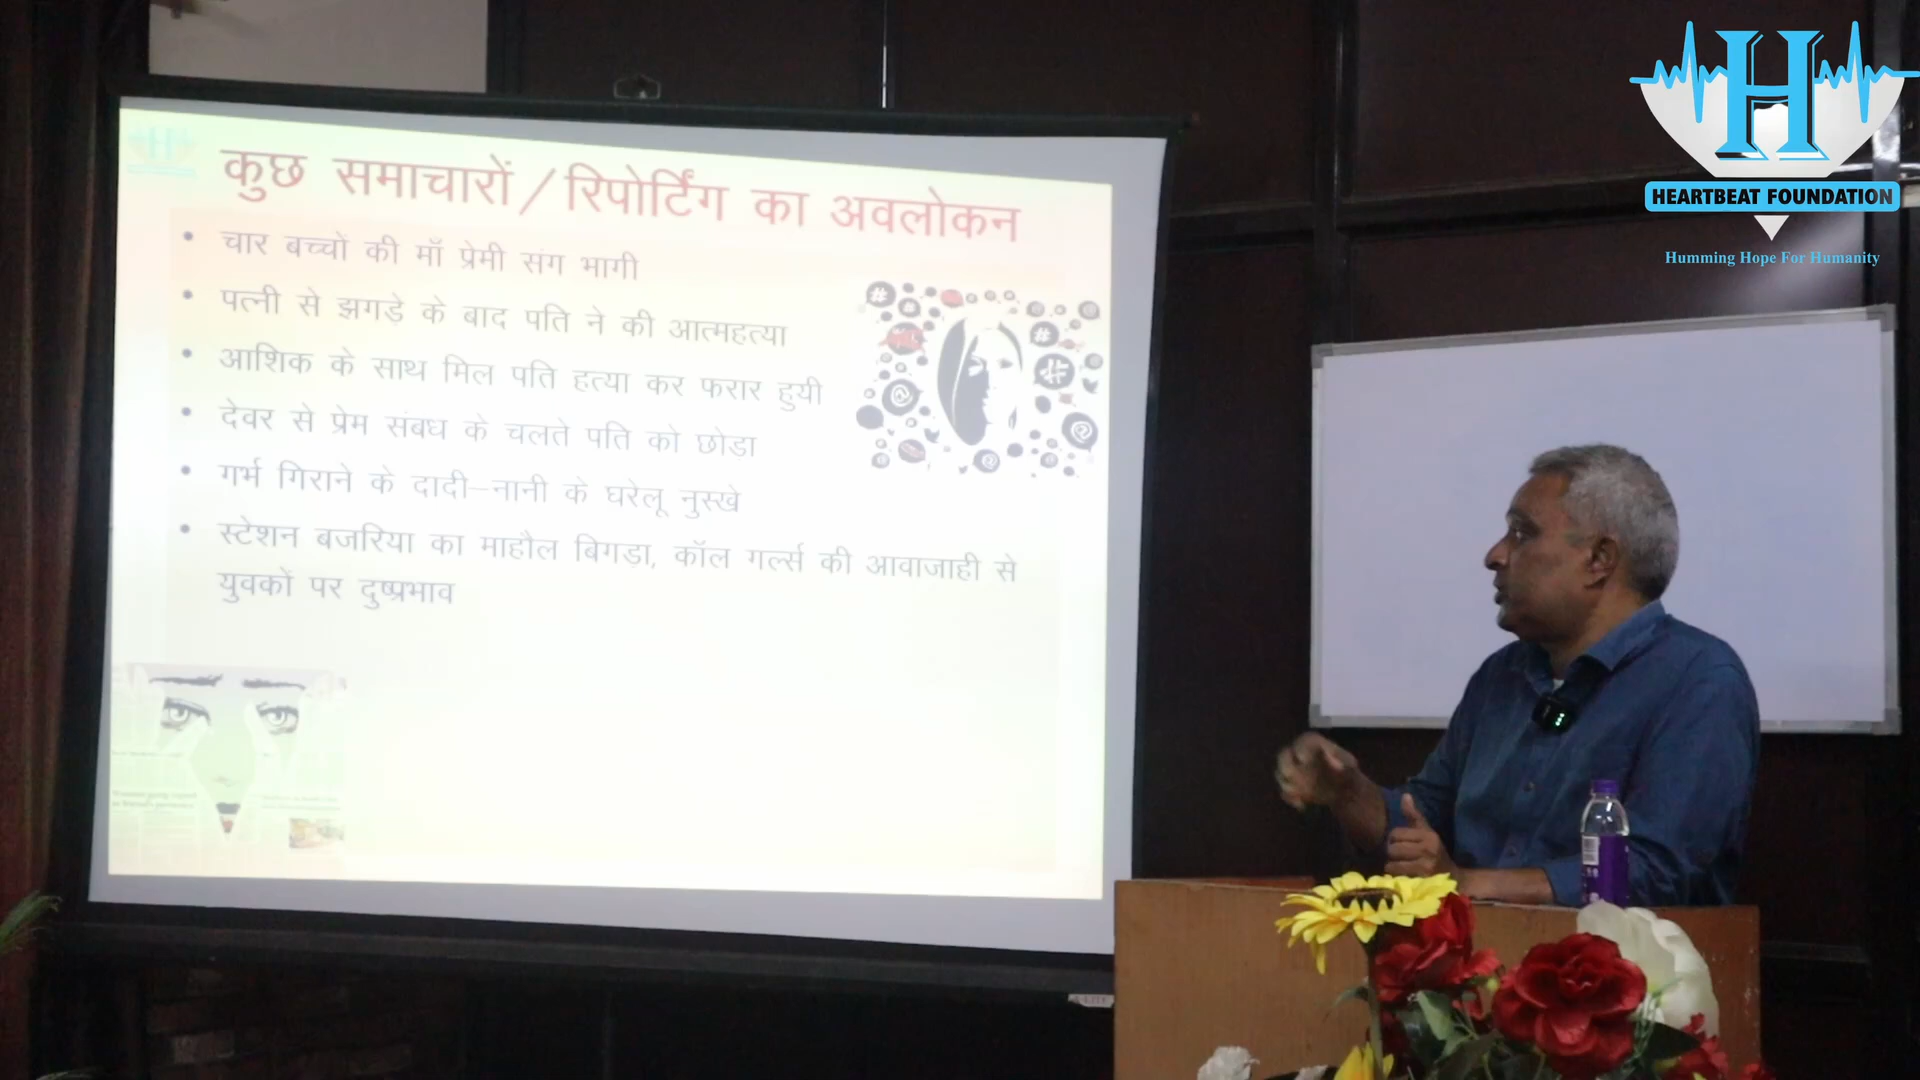 कुछ समाचारों/रिपोर्टिंग का अवलोकन
• चार बच्चों की माँ प्रेमी संग भागी
• पत्नी से झगड़े के बाद पति ने की आत्महत्या
• आशिक के साथ मिल पति हत्या कर फरार हुयी
• देवर से प्रेम संबध के चलते पति को छोडा
• गर्भ गिराने के दादी–नानी के घरेलू नुस्खे
• स्टेशन बजरिया का माहौल बिगड़ा, कॉल गर्ल्स की आवाजाही से
युवकों पर दुष्प्रभाव
H
HEARTBEAT FOUNDATION
Humming Hope For Humanity